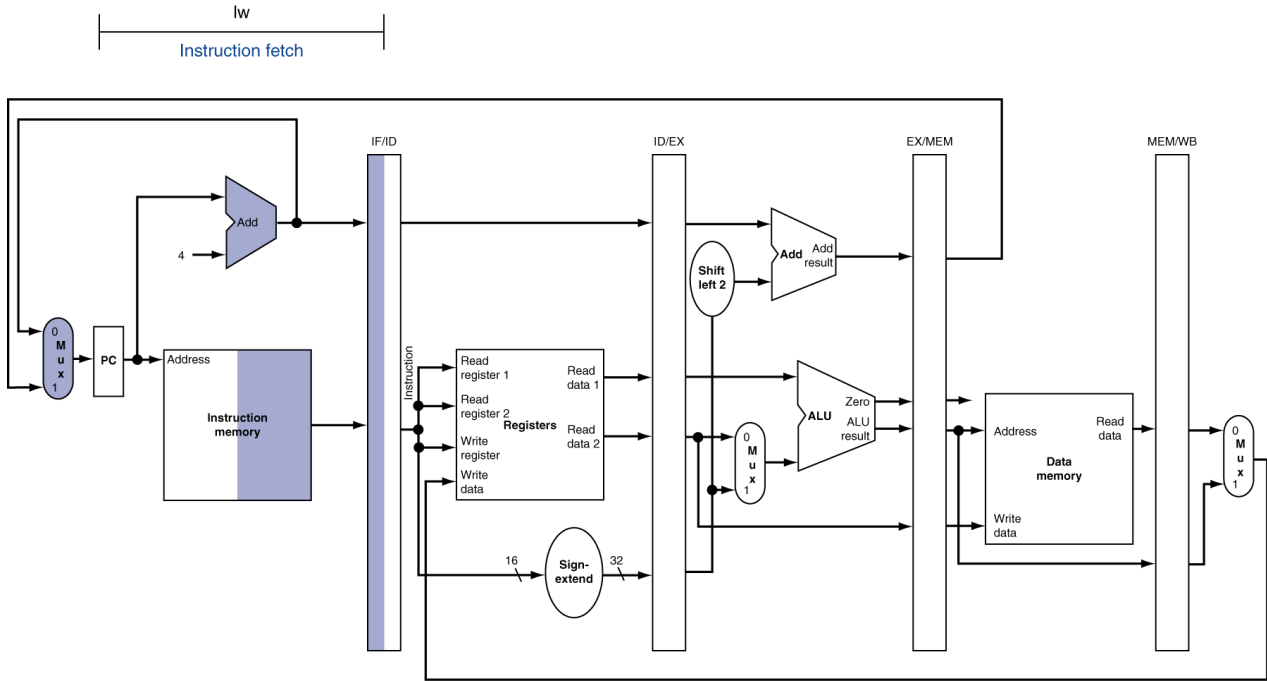 lw
Instruction fetch
IF/ID
ID/EX
EX/MEM
MEM/WB
Add
4
0
M
u
x
1
PC
Address
Instruction
memory
Instruction
Read
register 1
Read
register 2
Write
register
Write
data
Registers
Read
data 1
Read
data 2
16
Sign-
extend
32
Shift
left 2
Add
Add
result
0
M
u
x
1
ALU
Zero
ALU
result
Address
Write
data
Data
memory
Read
data
0
M
u
x
1